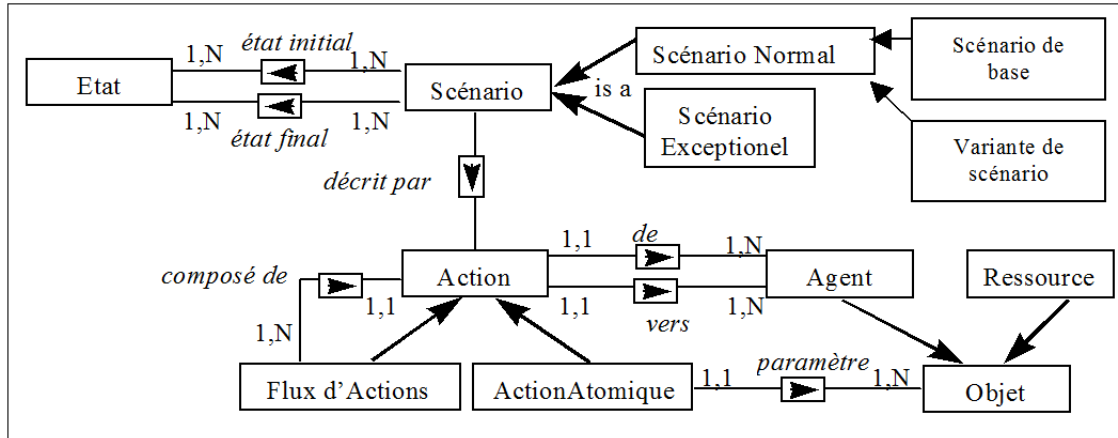 1,N
état initial
1,N
Etat
Scénario
1,N
état final
1,N
Scénario Normal
is a
Scénario
Exceptionel
Scénario de
base
Variante de
scénario
décrit par
composé de
1,1
1,N
Action
1,1
de
1,N
1,1
vers
1,N
Agent
Ressource
Flux d'Actions
ActionAtomique
1,1
paramètre
1,N
Objet